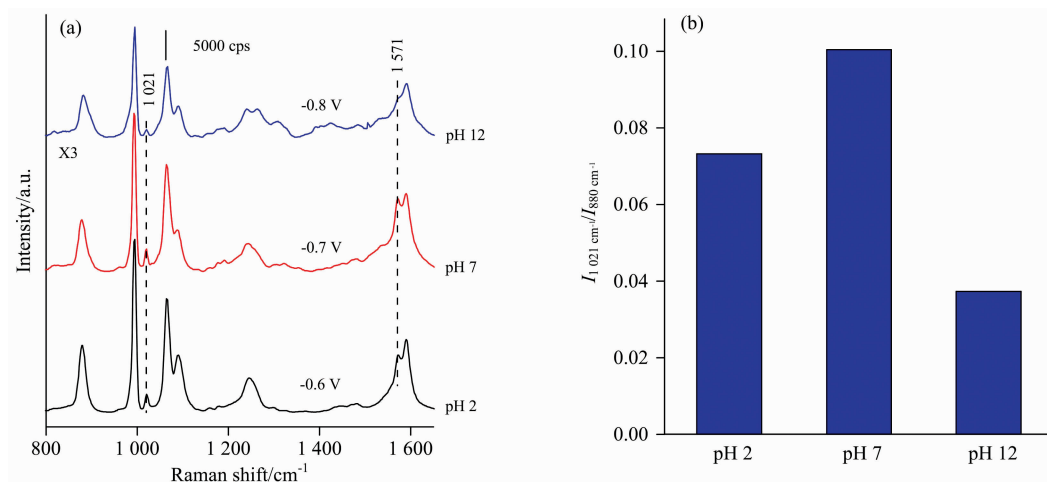 (a)
5000 cps
1 021
1 571
-0.8 V
pH 12
X3
-0.7 V
pH 7
-0.6 V
pH 2
Intensity/a.u.
800
1 000
1 200
1 400
1 600
Raman shift/cm⁻¹
(b)
I₁ ₀₂₁ cm⁻¹/I₈₈₀ cm⁻¹
0.10
0.08
0.06
0.04
0.02
0.00
pH 2
pH 7
pH 12